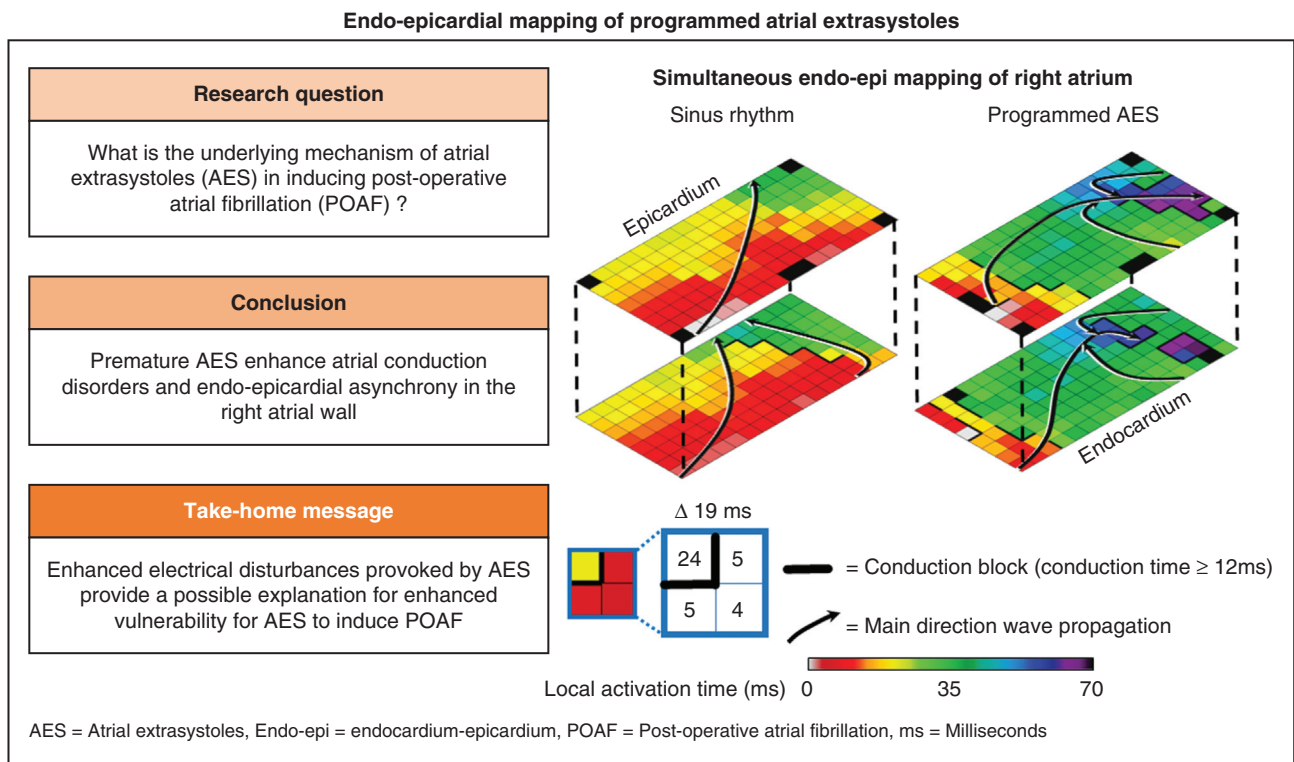 Endo-epicardial mapping of programmed atrial extrasystoles
Research question
What is the underlying mechanism of atrial
extrasystoles (AES) in inducing post-operative
atrial fibrillation (POAF) ?
Conclusion
Premature AES enhance atrial conduction
disorders and endo-epicardial asynchrony in the
right atrial wall
Take-home message
Enhanced electrical disturbances provoked by AES
provide a possible explanation for enhanced
vulnerability for AES to induce POAF
Simultaneous endo-epi mapping of right atrium
Sinus rhythm
Programmed AES
Epicardium
Endocardium
Δ 19 ms
24 5
5 4
= Conduction block (conduction time ≥ 12ms)
= Main direction wave propagation
Local activation time (ms) 0 35 70
AES = Atrial extrasystoles, Endo-epi = endocardium-epicardium, POAF = Post-operative atrial fibrillation, ms = Milliseconds